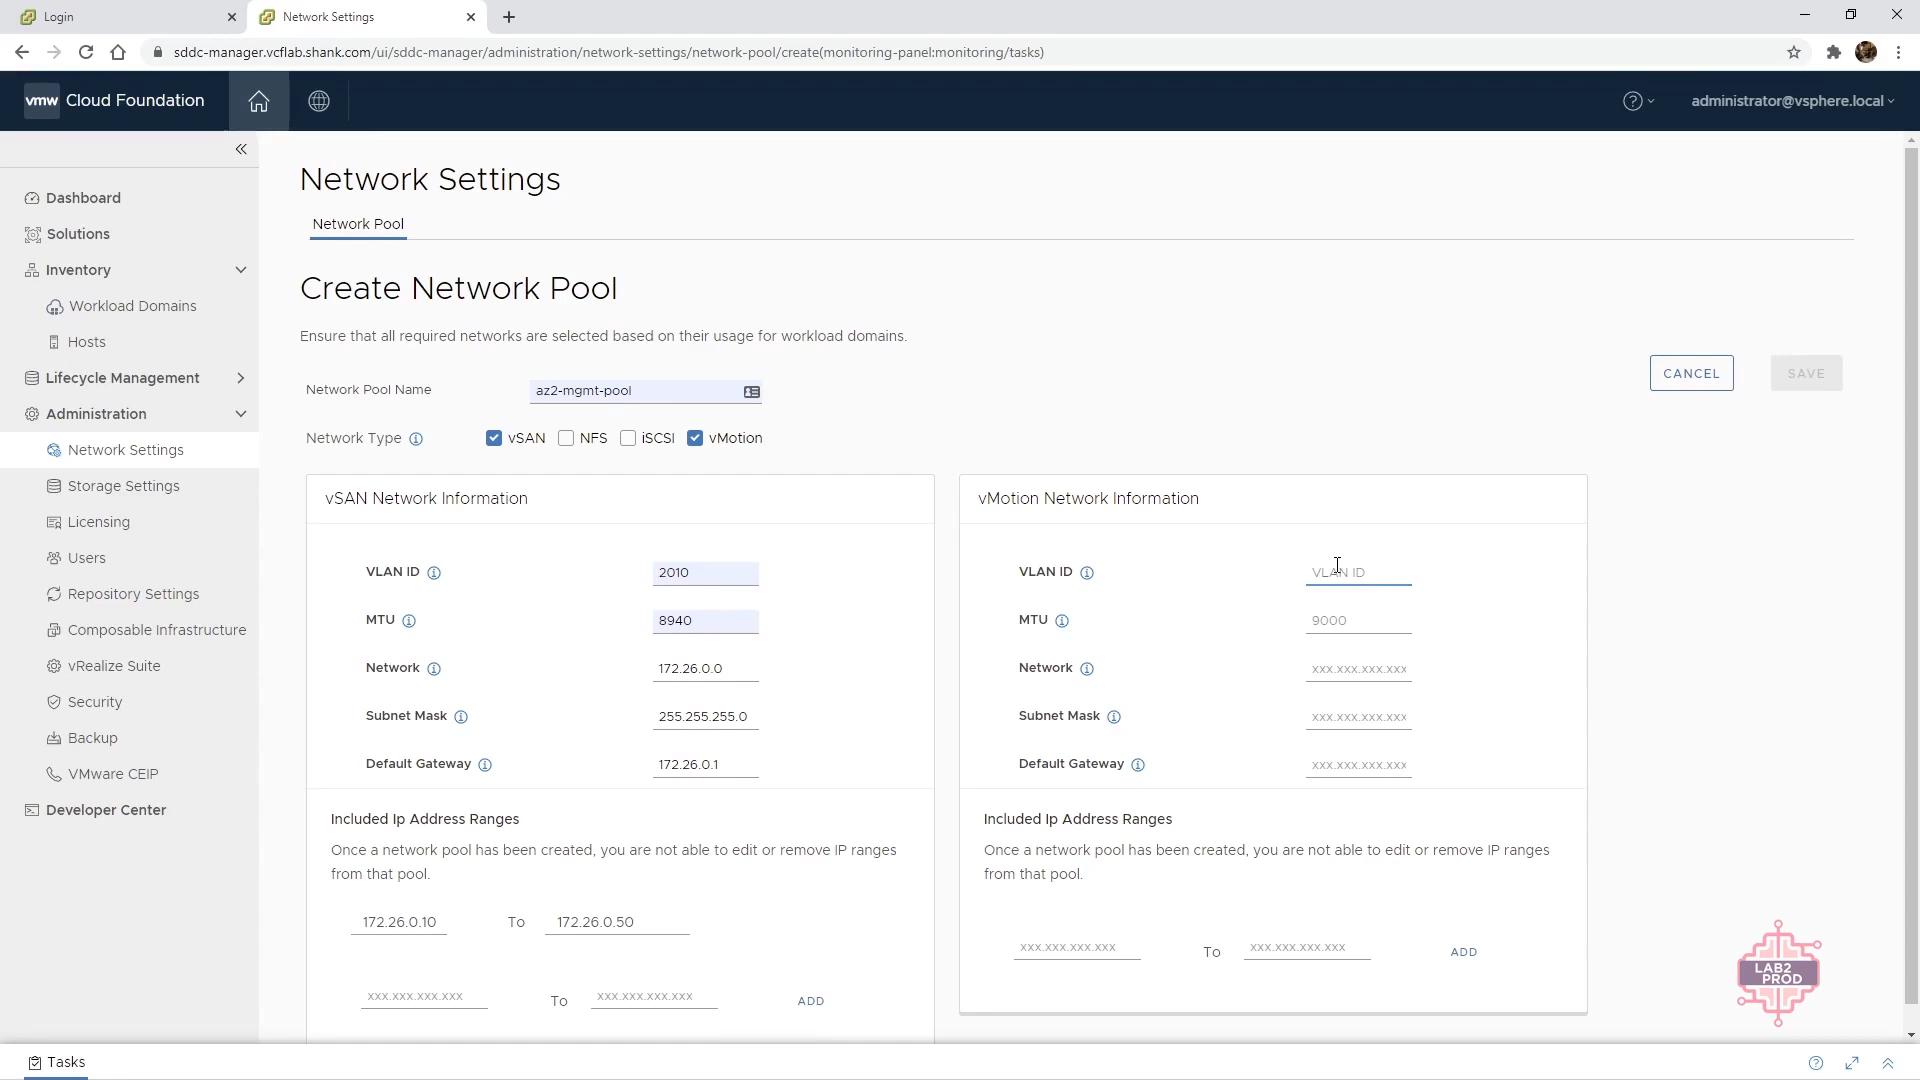 Login
Network Settings
sddc-manager.vcflab.shank.com/ui/sddc-manager/administration/network-settings/network-pool/create(monitoring-panel:monitoring/tasks)
vmw Cloud Foundation
administrator@vsphere.local
Dashboard
Solutions
Inventory
Workload Domains
Hosts
Lifecycle Management
Administration
Network Settings
Storage Settings
Licensing
Users
Repository Settings
Composable Infrastructure
vRealize Suite
Security
Backup
VMware CEIP
Developer Center
Network Settings
Network Pool
Create Network Pool
Ensure that all required networks are selected based on their usage for workload domains.
CANCEL SAVE
Network Pool Name az2-mgmt-pool
Network Type vSAN NFS iSCSI vMotion
vSAN Network Information
VLAN ID 2010
MTU 8940
Network 172.26.0.0
Subnet Mask 255.255.255.0
Default Gateway 172.26.0.1
Included Ip Address Ranges
Once a network pool has been created, you are not able to edit or remove IP ranges
from that pool.
172.26.0.10 To 172.26.0.50
xxx.xxx.xxx.xxx To xxx.xxx.xxx.xxx ADD
vMotion Network Information
VLAN ID VLAN ID
MTU 9000
Network xxx.xxx.xxx.xxx
Subnet Mask xxx.xxx.xxx.xxx
Default Gateway xxx.xxx.xxx.xxx
Included Ip Address Ranges
Once a network pool has been created, you are not able to edit or remove IP ranges
from that pool.
xxx.xxx.xxx.xxx To xxx.xxx.xxx.xxx ADD
LAB2
PROD
Tasks